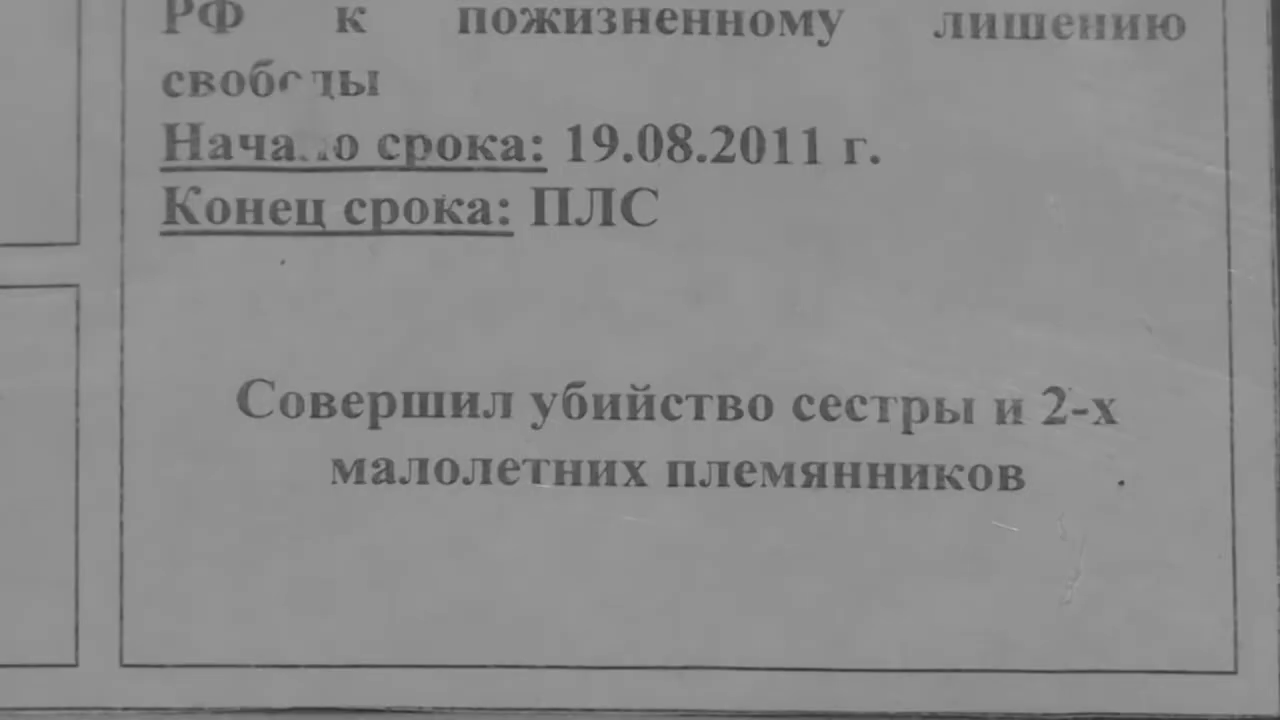 РФ к пожизненному лишению
свободы
Начало срока: 19.08.2011 г.
Конец срока: ПЛС
Совершил убийство сестры и 2-х
малолетних племянников